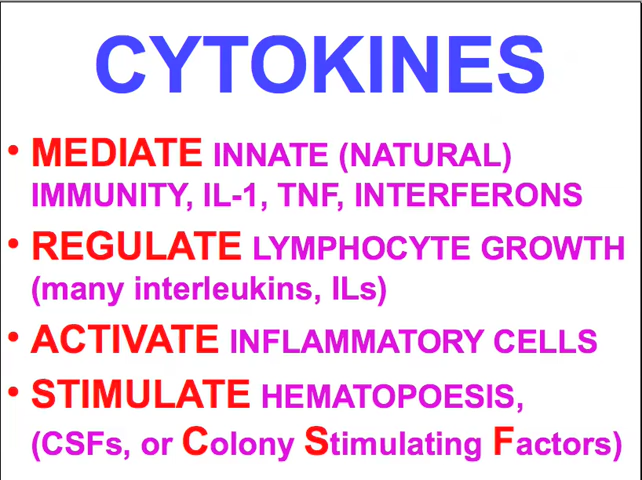 CYTOKINES
• MEDIATE INNATE (NATURAL)
IMMUNITY, IL-1, TNF, INTERFERONS
• REGULATE LYMPHOCYTE GROWTH
(many interleukins, ILs)
• ACTIVATE INFLAMMATORY CELLS
• STIMULATE HEMATOPOESIS,
(CSFs, or Colony Stimulating Factors)